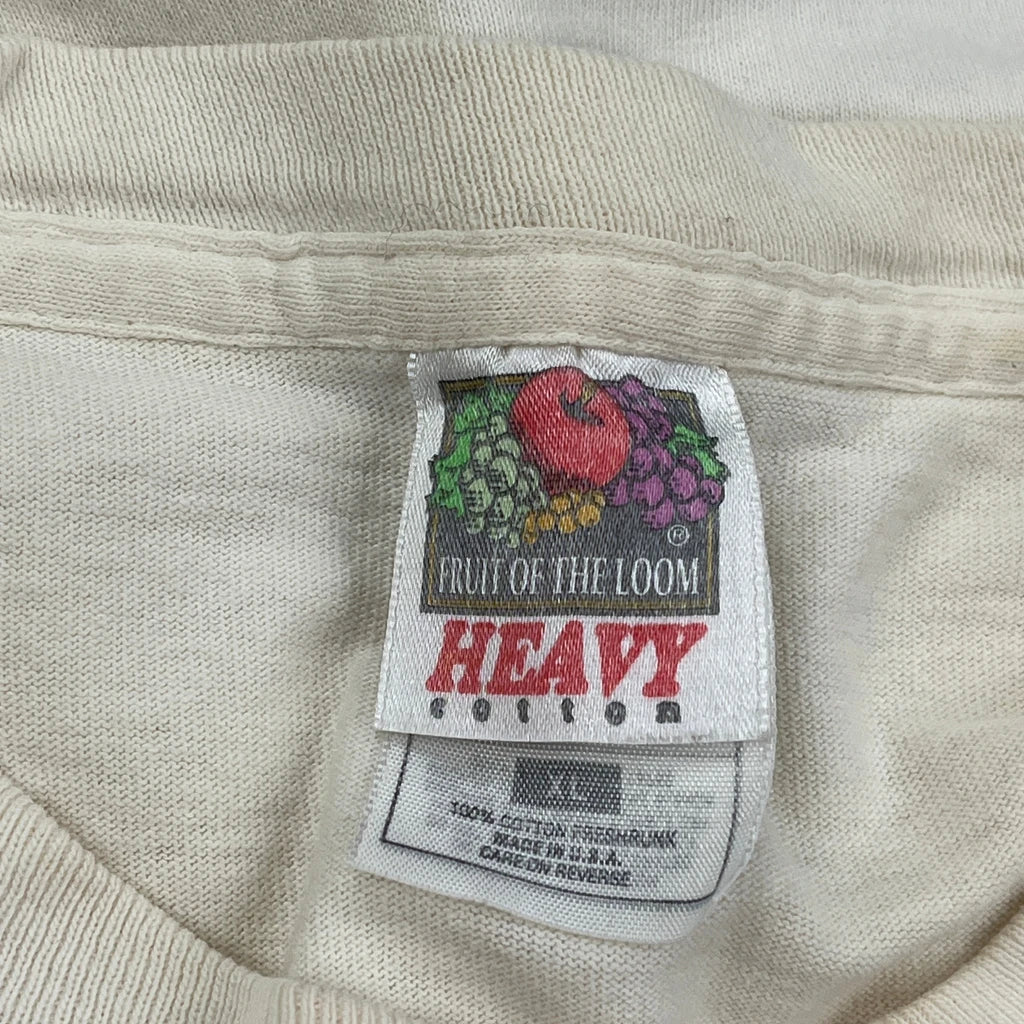 ®
FRUIT OF THE LOOM
HEAVY
cotton
XL
100% COTTON PRESHRUNK
MADE IN U.S.A.
CARE ON REVERSE